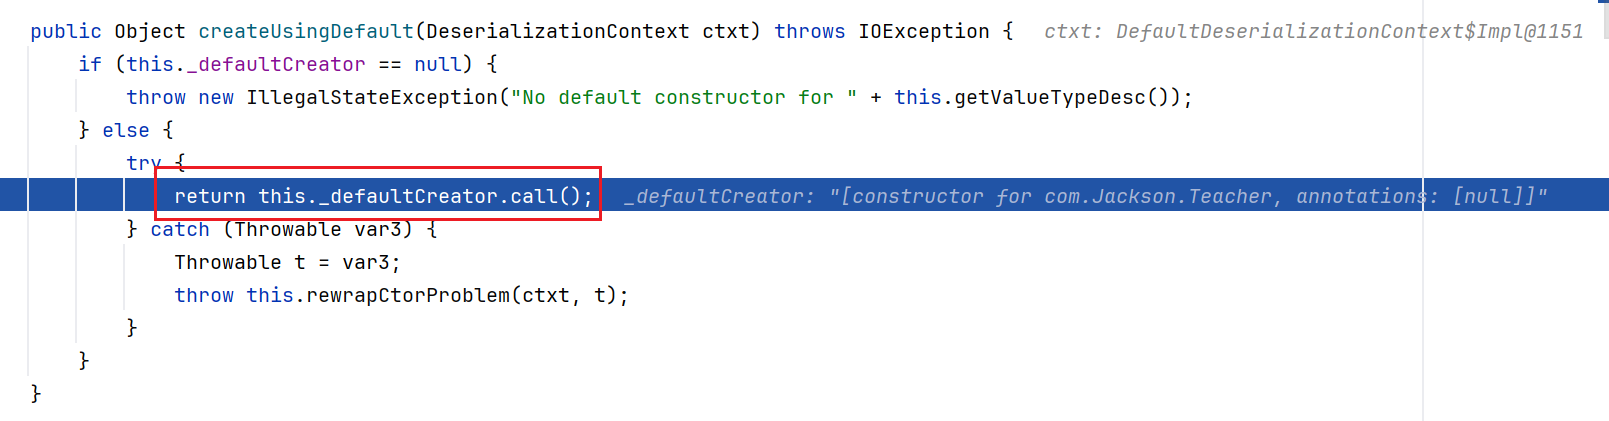 public Object createUsingDefault(DeserializationContext ctxt) throws IOException {   ctxt: DefaultDeserializationContext$Impl@1151
    if (this._defaultCreator == null) {
        throw new IllegalStateException("No default constructor for " + this.getValueTypeDesc());
    } else {
        try {
            return this._defaultCreator.call();   _defaultCreator: "[constructor for com.Jackson.Teacher, annotations: [null]]"
        } catch (Throwable var3) {
            Throwable t = var3;
            throw this.rewrapCtorProblem(ctxt, t);
        }
    }
}